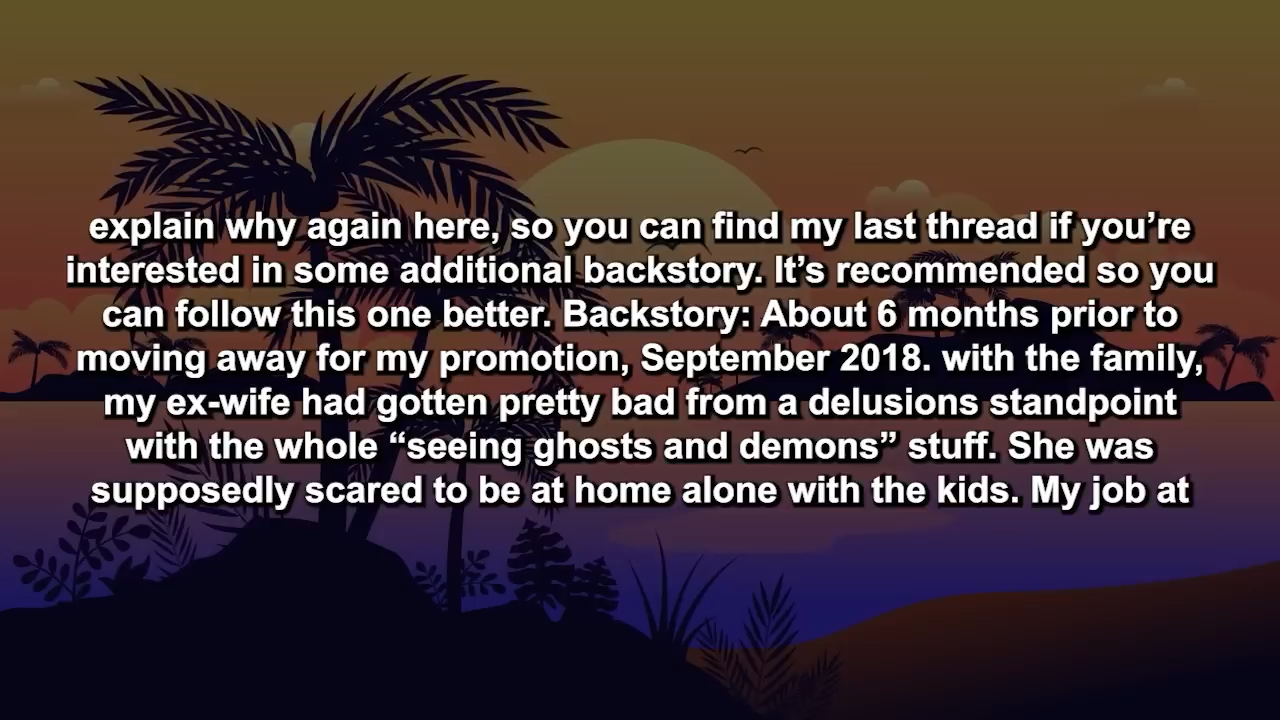 explain why again here, so you can find my last thread if you’re
interested in some additional backstory. It’s recommended so you
can follow this one better. Backstory: About 6 months prior to
moving away for my promotion, September 2018. with the family,
my ex-wife had gotten pretty bad from a delusions standpoint
with the whole “seeing ghosts and demons” stuff. She was
supposedly scared to be at home alone with the kids. My job at